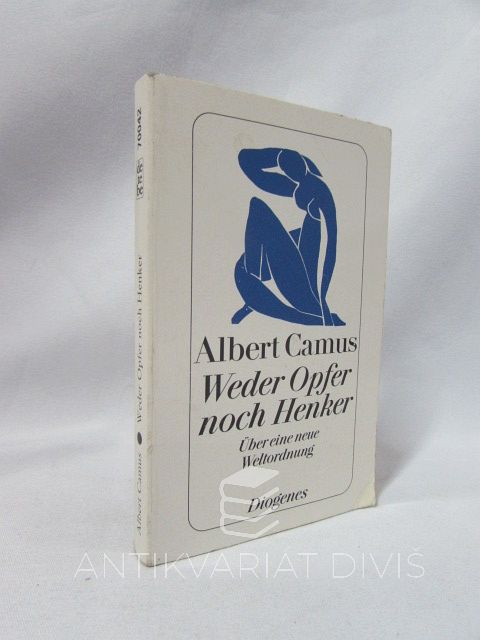 Albert Camus
Weder Opfer
noch Henker
Über eine neue
Weltordnung
Diogenes
Albert Camus ● Weder Opfer noch Henker
70042
ANTIKVARIAT DIVIŠ